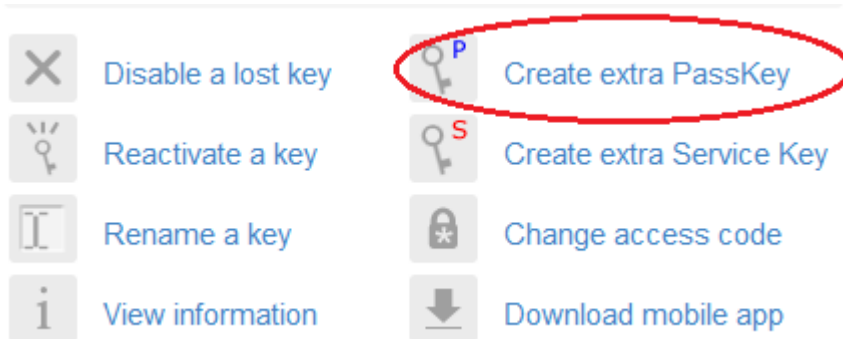 Disable a lost key
P Create extra PassKey
Reactivate a key
S Create extra Service Key
Rename a key
Change access code
i View information
Download mobile app